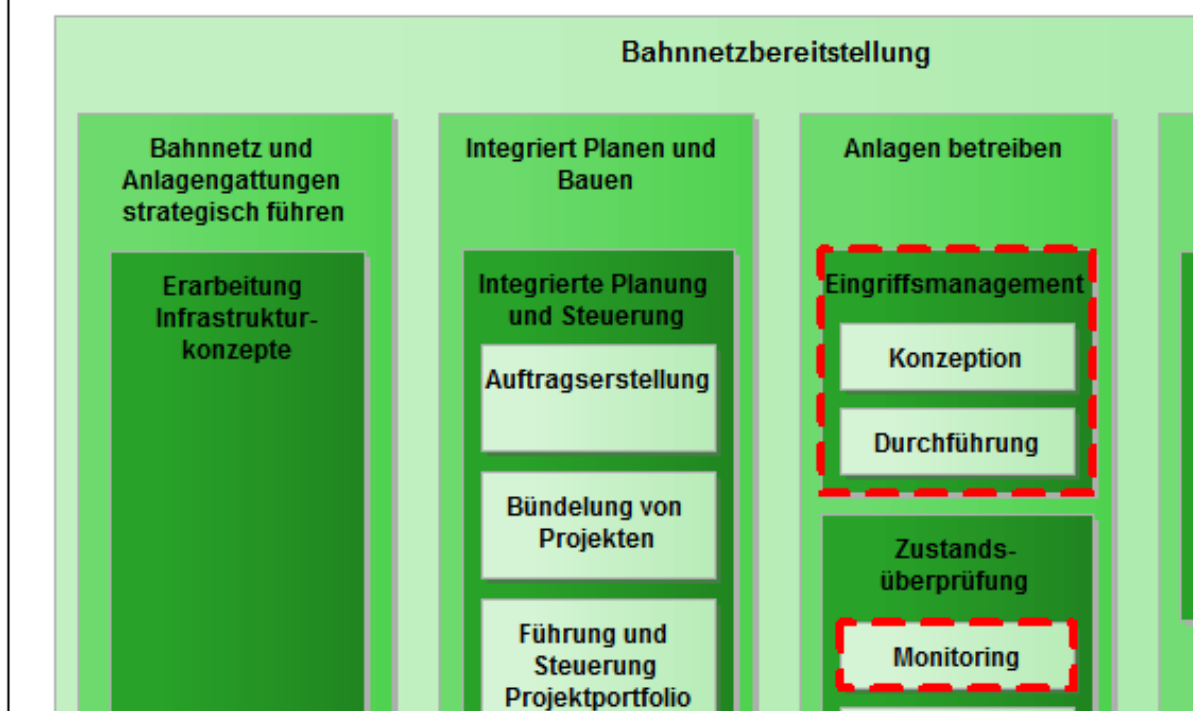 Bahnnetzbereitstellung
Bahnnetz und
Anlagengattungen
strategisch führen
Erarbeitung
Infrastruktur-
konzepte
Integriert Planen und
Bauen
Integrierte Planung
und Steuerung
Auftragserstellung
Bündelung von
Projekten
Führung und
Steuerung
Projektportfolio
Anlagen betreiben
Eingriffsmanagement
Konzeption
Durchführung
Zustands-
überprüfung
Monitoring